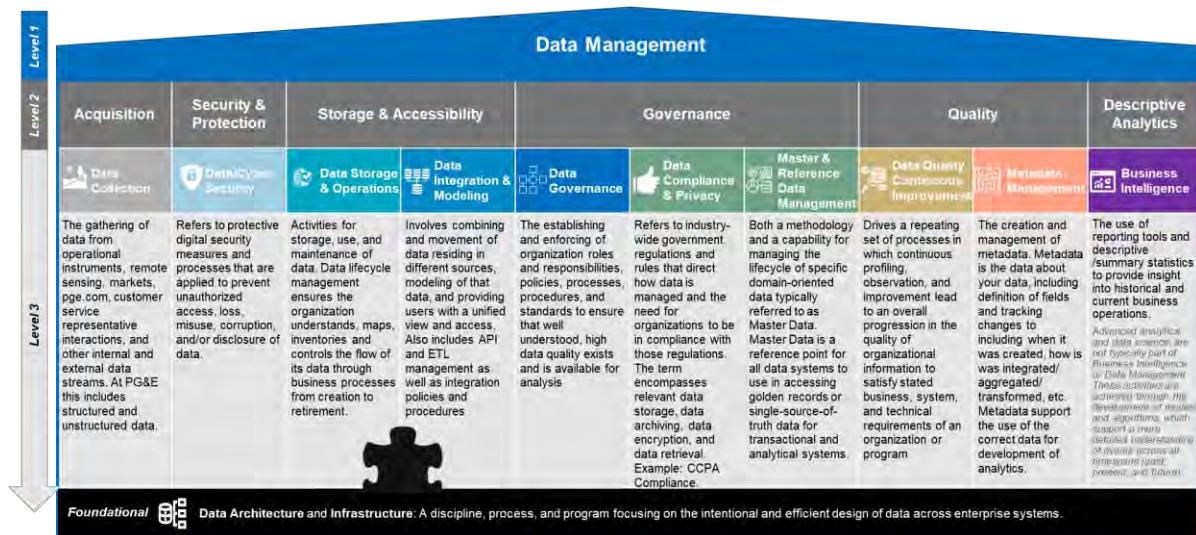 Level 1
Data Management
Level 2
Acquisition
Security &
Protection
Storage & Accessibility
Governance
Quality
Descriptive
Analytics
Level 3
Data
Collection
Data/Cyber
Security
Data Storage
& Operations
Data
Integration &
Modeling
Data
Governance
Data
Compliance
& Privacy
Master &
Reference
Data
Management
Data Quality
Continuous
Improvement
Metadata
Management
Business
Intelligence
The gathering of
data from
operational
instruments, remote
sensing, markets,
pge.com, customer
service
representative
interactions, and
other internal and
external data
streams. At PG&E
this includes
structured and
unstructured data.
Refers to protective
digital security
measures and
processes that are
applied to prevent
unauthorized
access, loss,
misuse, corruption,
and/or disclosure of
data.
Activities for
storage, use, and
maintenance of
data. Data lifecycle
management
ensures the
organization
understands, maps,
inventories and
controls the flow of
its data through
business processes
from creation to
retirement.
Involves combining
and movement of
data residing in
different sources,
modeling of that
data, and providing
users with a unified
view and access.
Also includes API
and ETL
management as
well as integration
policies and
procedures
The establishing
and enforcing of
organization roles
and responsibilities,
policies, processes,
procedures, and
standards to ensure
that well
understood, high
data quality exists
and is available for
analysis
Refers to industry-
wide government
regulations and
rules that direct
how data is
managed and the
need for
organizations to be
in compliance with
those regulations.
The term
encompasses
relevant data
storage, data
archiving, data
encryption, and
data retrieval.
Example: CCPA
Compliance.
Both a methodology
and a capability for
managing the
lifecycle of specific
domain-oriented
data typically
referred to as
Master Data.
Master Data is a
reference point for
all data systems to
use in accessing
golden records or
single-source-of-
truth data for
transactional and
analytical systems.
Drives a repeating
set of processes in
which continuous
profiling,
observation, and
improvement lead
to an overall
progression in the
quality of
organizational
information to
satisfy stated
business, system,
and technical
requirements of an
organization or
program
The creation and
management of
metadata. Metadata
is the data about
your data, including
definition of fields
and tracking
changes to
including when it
was created, how is
was integrated/
aggregated/
transformed, etc.
Metadata support
the use of the
correct data for
development of
analytics.
The use of
reporting tools and
descriptive
/summary statistics
to provide insight
into historical and
current business
operations.
Advanced analytics
and data science are
not typically part of
Business Intelligence
or Data Management.
These activities are
achieved through the
development of models
and algorithms, which
support a more
detailed understanding
of events across all
timespans (past,
present, and future)
Foundational
Data Architecture and Infrastructure: A discipline, process, and program focusing on the intentional and efficient design of data across enterprise systems.